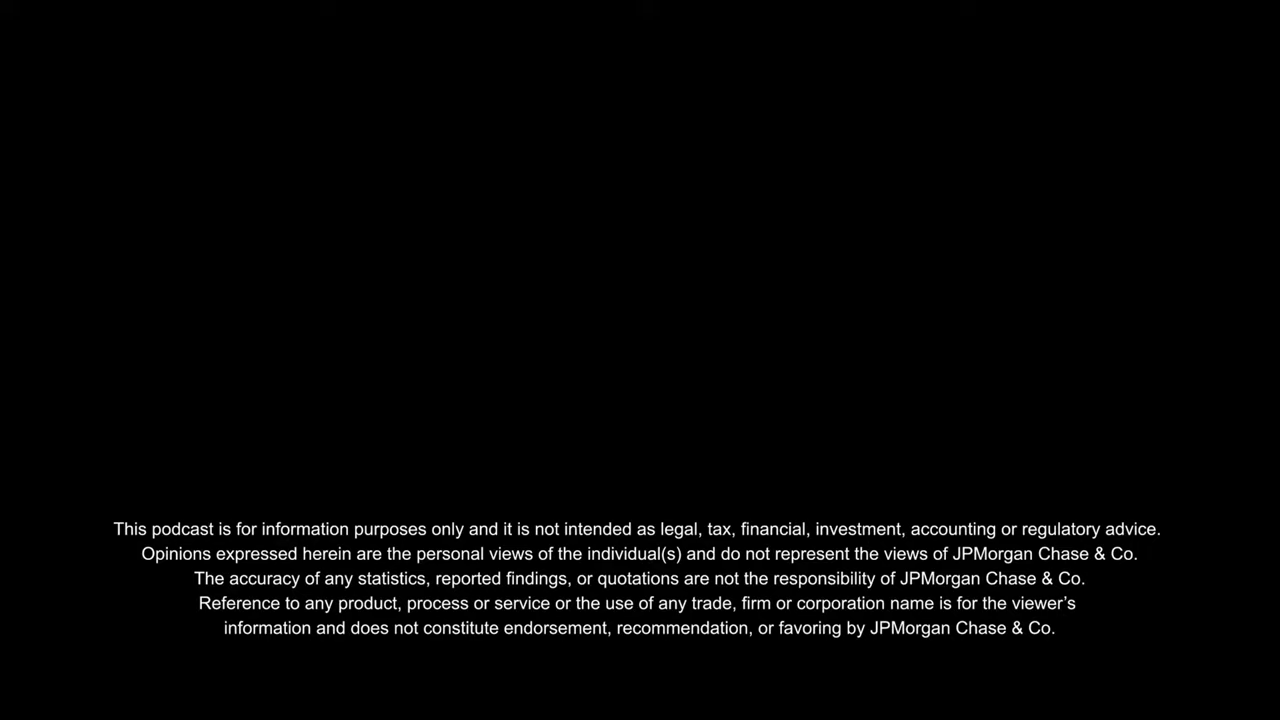 This podcast is for information purposes only and it is not intended as legal, tax, financial, investment, accounting or regulatory advice.
Opinions expressed herein are the personal views of the individual(s) and do not represent the views of JPMorgan Chase & Co.
The accuracy of any statistics, reported findings, or quotations are not the responsibility of JPMorgan Chase & Co.
Reference to any product, process or service or the use of any trade, firm or corporation name is for the viewer’s
information and does not constitute endorsement, recommendation, or favoring by JPMorgan Chase & Co.